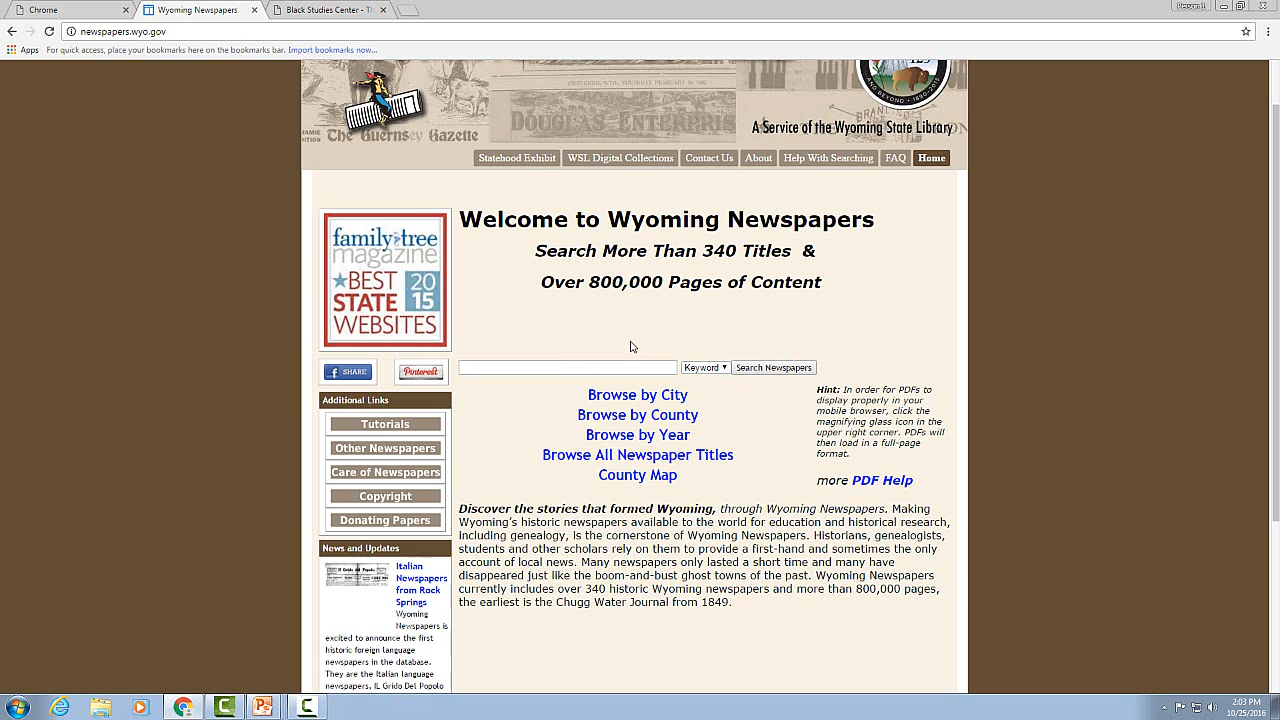 Chrome
Wyoming Newspapers
Black Studies Center - Th
Person 1
newspapers.wyo.gov
Apps For quick access, place your bookmarks here on the bookmarks bar. Import bookmarks now...
The Guernsey Gazette
DOUGLAS ENTERPRIS
A Service of the Wyoming State Library
Statehood Exhibit WSL Digital Collections Contact Us About Help With Searching FAQ Home
family tree
magazine
BEST
STATE
2015
WEBSITES
Welcome to Wyoming Newspapers
Search More Than 340 Titles &
Over 800,000 Pages of Content
SHARE
Pinterest
Keyword
Search Newspapers
Browse by City
Browse by County
Browse by Year
Browse All Newspaper Titles
County Map
Hint: In order for PDFs to
display properly in your
mobile browser, click the
magnifying glass icon in the
upper right corner. PDFs will
then load in a full-page
format.
more PDF Help
Additional Links
Tutorials
Other Newspapers
Care of Newspapers
Copyright
Donating Papers
Discover the stories that formed Wyoming, through Wyoming Newspapers. Making
Wyoming's historic newspapers available to the world for education and historical research,
including genealogy, is the cornerstone of Wyoming Newspapers. Historians, genealogists,
students and other scholars rely on them to provide a first-hand and sometimes the only
account of local news. Many newspapers only lasted a short time and many have
disappeared just like the boom-and-bust ghost towns of the past. Wyoming Newspapers
currently includes over 340 historic Wyoming newspapers and more than 800,000 pages,
the earliest is the Chugg Water Journal from 1849.
News and Updates
Italian
Newspapers
from Rock
Springs
Wyoming
Newspapers is
excited to announce the first
historic foreign language
newspapers in the database.
They are the Italian language
newspapers, IL Grido Del Popolo
2:03 PM
10/25/2016